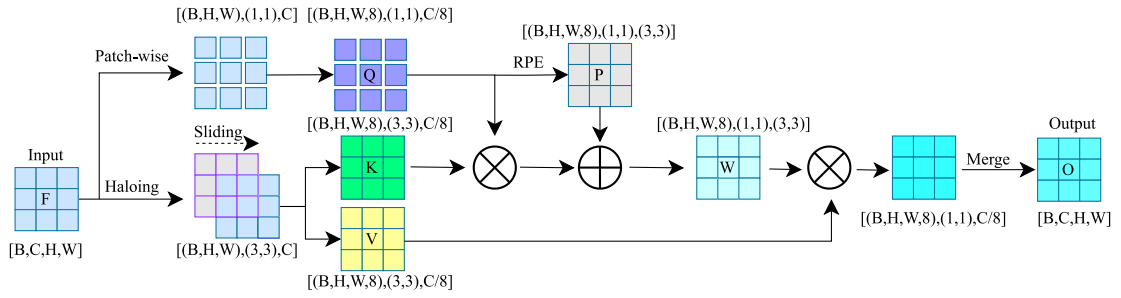 [(B,H,W),(1,1),C]
[(B,H,W,8),(1,1),C/8]
[(B,H,W,8),(1,1),(3,3)]
Patch-wise
Q
RPE
P
Sliding
[(B,H,W,8),(3,3),C/8]
[(B,H,W,8),(1,1),(3,3)]
Input
Output
Haloing
K
W
Merge
F
O
[B,C,H,W]
[(B,H,W),(3,3),C]
V
[(B,H,W,8),(1,1),C/8]
[B,C,H,W]
[(B,H,W,8),(3,3),C/8]